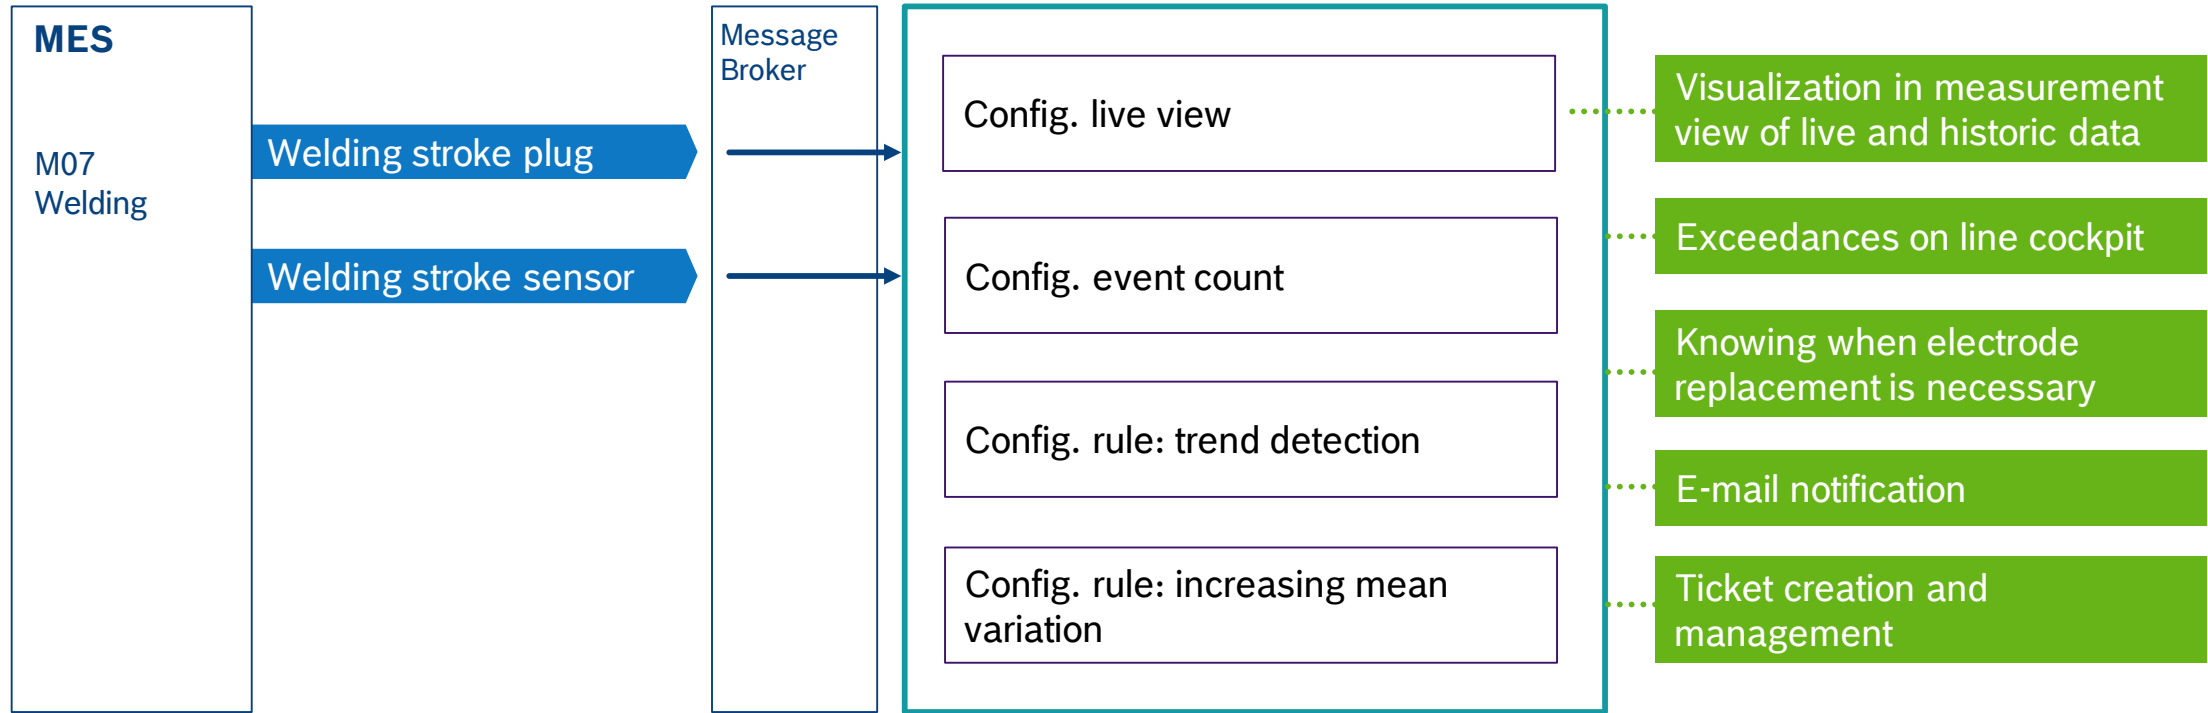 MES
M07
Welding
Welding stroke plug
Welding stroke sensor
Message
Broker
Config. live view
Config. event count
Config. rule: trend detection
Config. rule: increasing mean
variation
Visualization in measurement
view of live and historic data
Exceedances on line cockpit
Knowing when electrode
replacement is necessary
E-mail notification
Ticket creation and
management